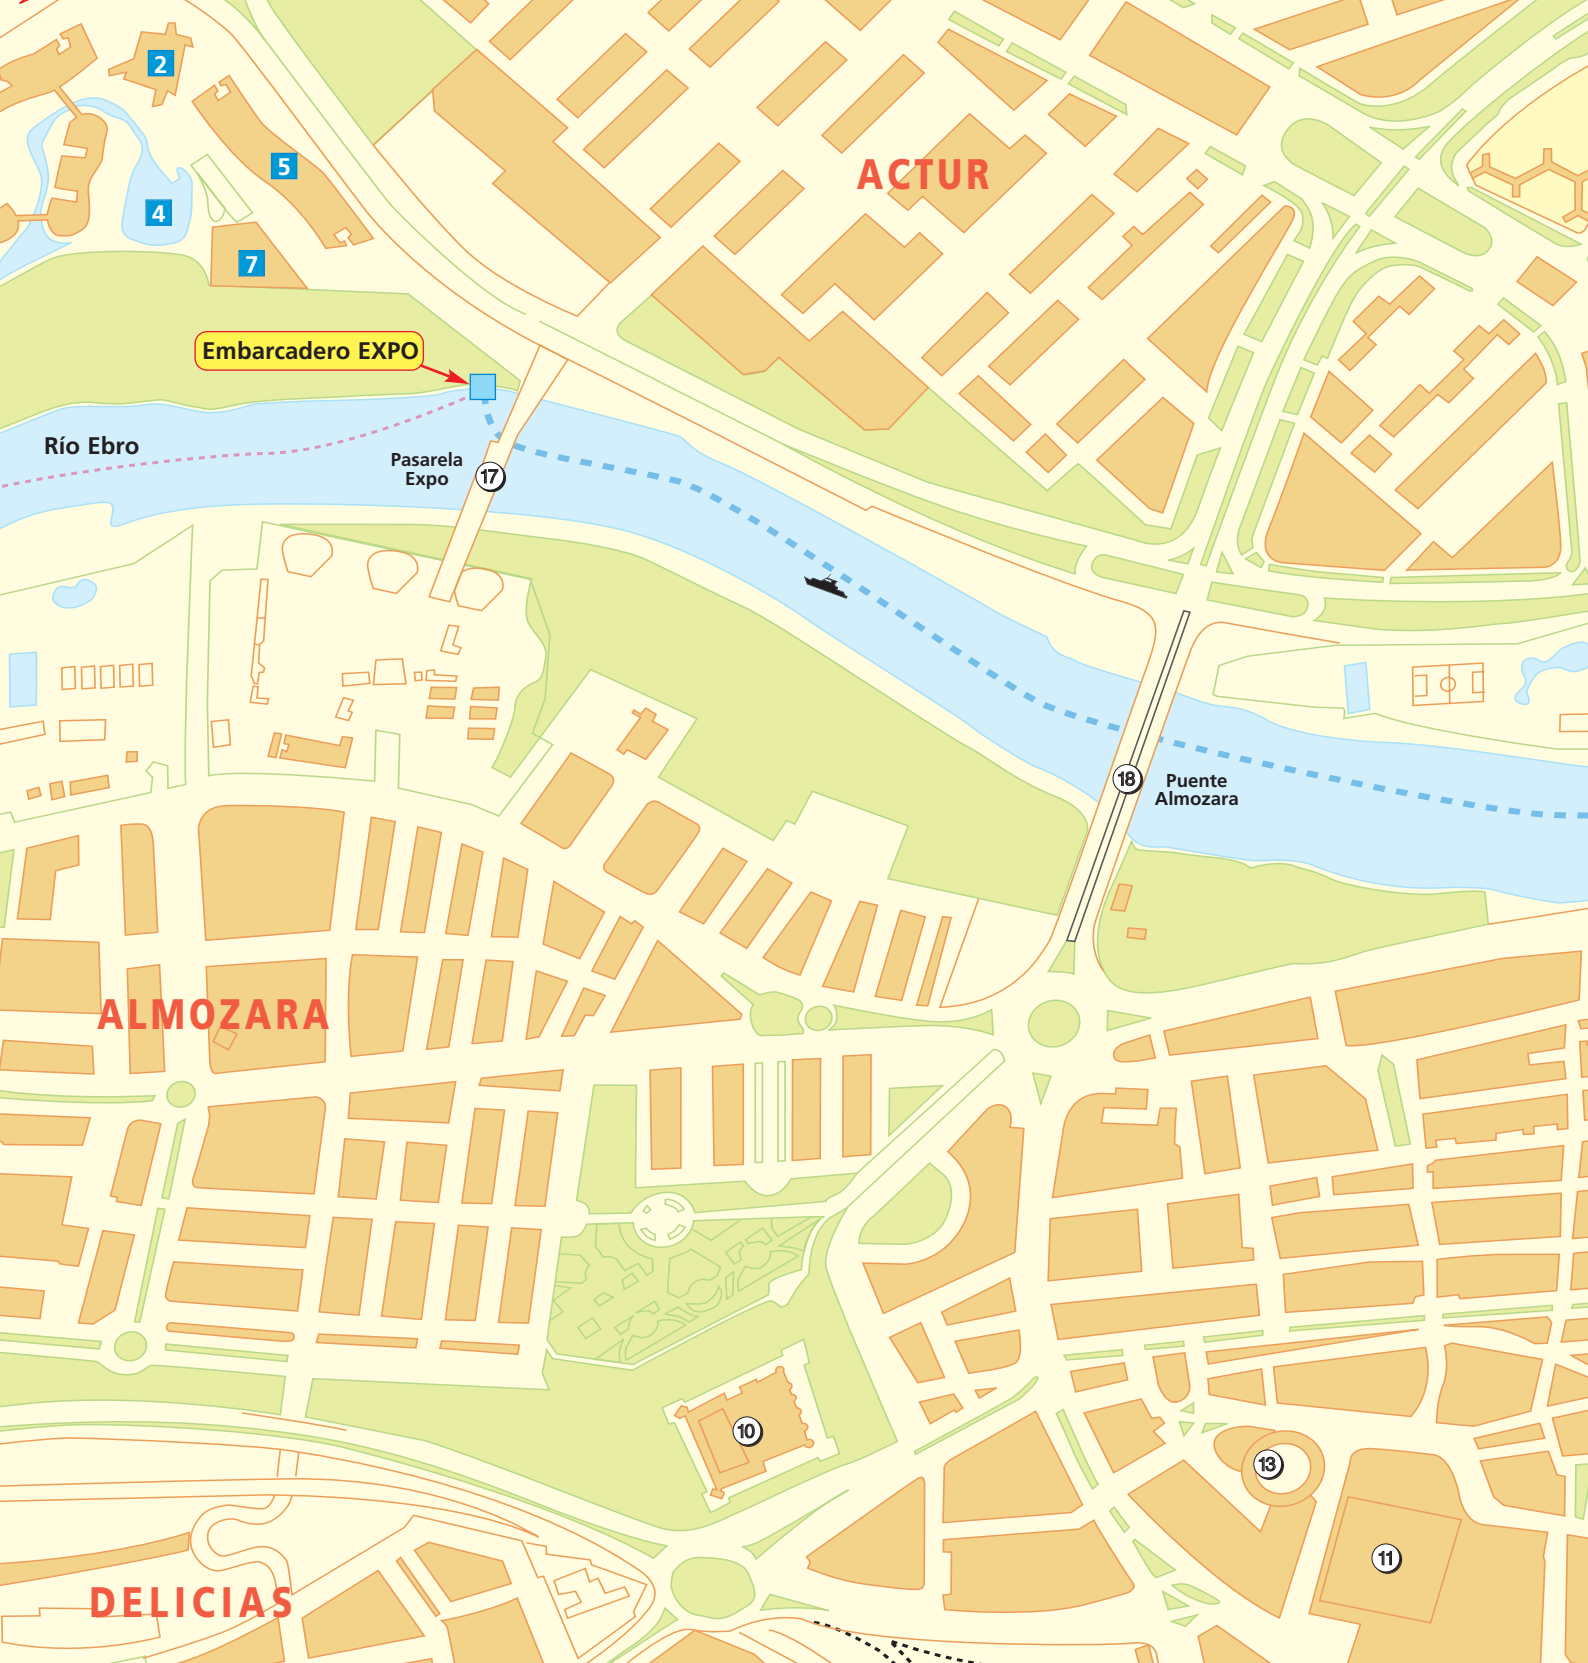 2
5
4
7
ACTUR
Embarcadero EXPO
Río Ebro
Pasarela
Expo
17
18
Puente
Almozara
ALMOZARA
10
13
11
DELICIAS